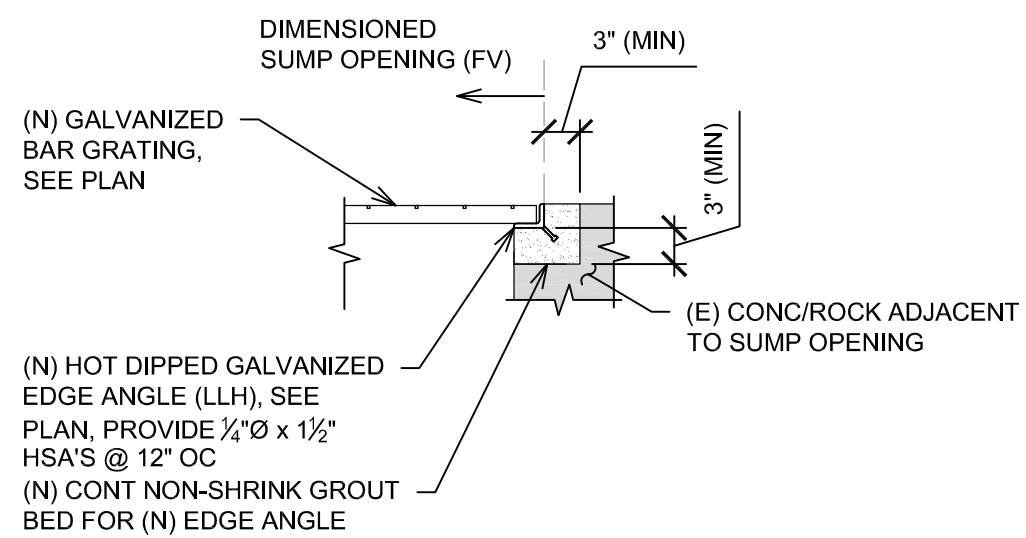 DIMENSIONED
SUMP OPENING (FV)
3" (MIN)
(N) GALVANIZED
BAR GRATING,
SEE PLAN
3" (MIN)
(E) CONC/ROCK ADJACENT
TO SUMP OPENING
(N) HOT DIPPED GALVANIZED
EDGE ANGLE (LLH), SEE
PLAN, PROVIDE ¼"Ø x 1½"
HSA'S @ 12" OC
(N) CONT NON-SHRINK GROUT
BED FOR (N) EDGE ANGLE